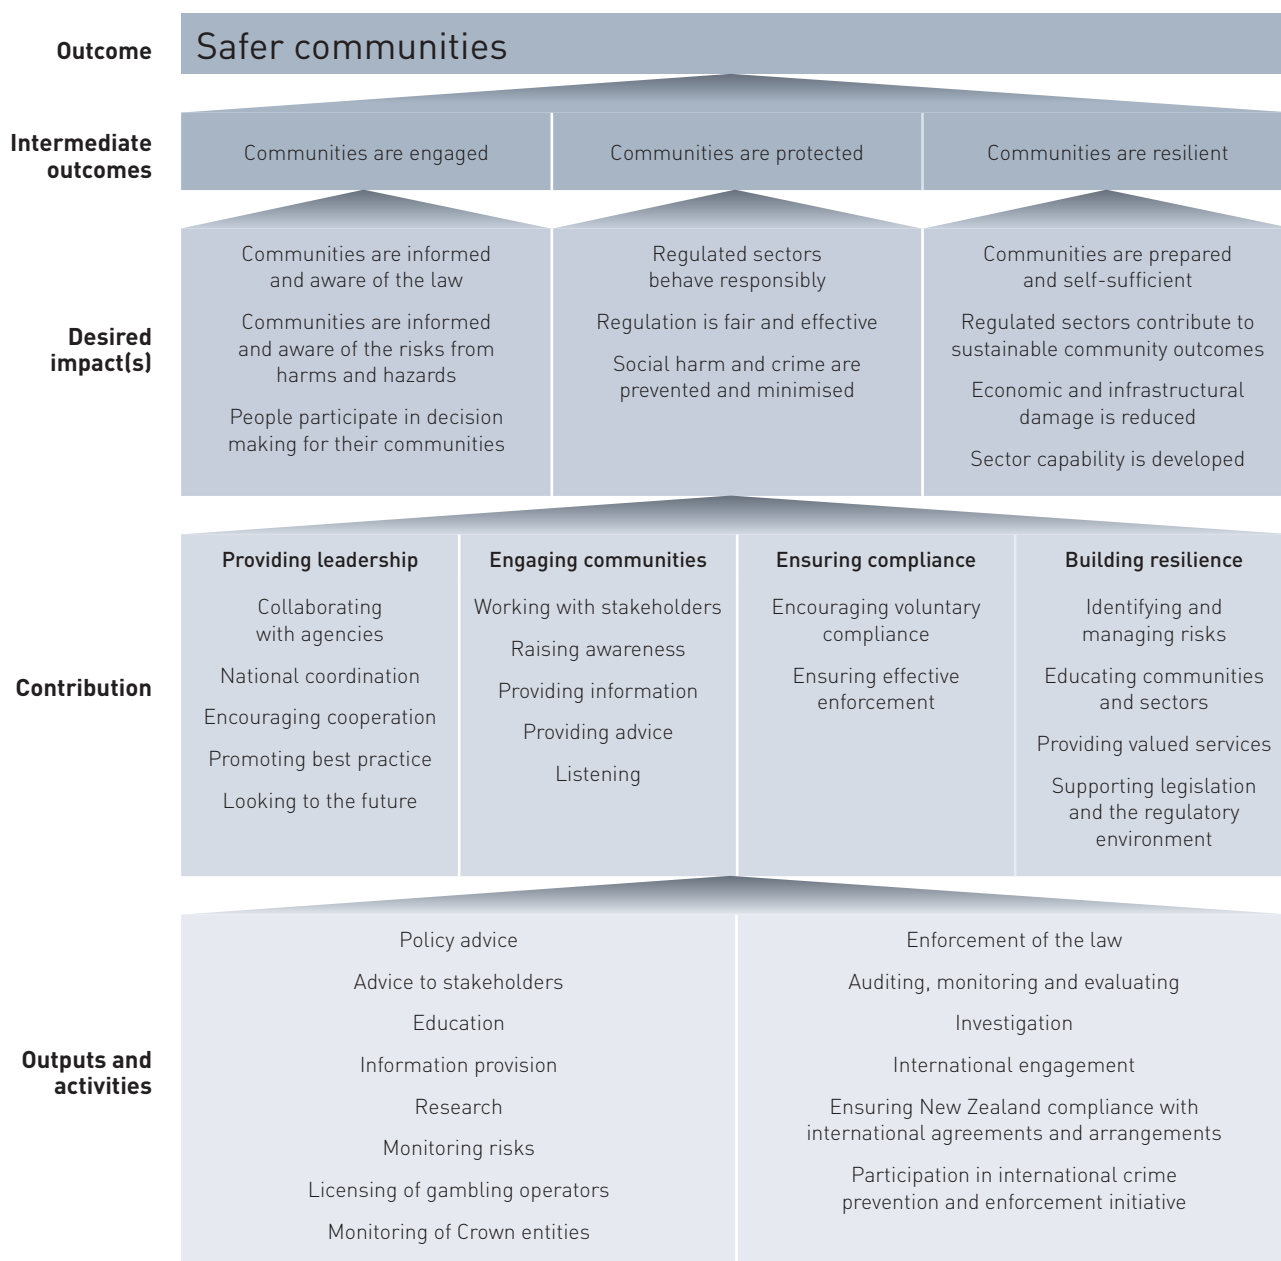 Outcome
Safer communities
Intermediate
outcomes
Communities are engaged
Communities are protected
Communities are resilient
Desired
impact(s)
Communities are informed
and aware of the law
Communities are informed
and aware of the risks from
harms and hazards
People participate in decision
making for their communities
Regulated sectors
behave responsibly
Regulation is fair and effective
Social harm and crime are
prevented and minimised
Communities are prepared
and self-sufficient
Regulated sectors contribute to
sustainable community outcomes
Economic and infrastructural
damage is reduced
Sector capability is developed
Contribution
Providing leadership
Collaborating
with agencies
National coordination
Encouraging cooperation
Promoting best practice
Looking to the future
Engaging communities
Working with stakeholders
Raising awareness
Providing information
Providing advice
Listening
Ensuring compliance
Encouraging voluntary
compliance
Ensuring effective
enforcement
Building resilience
Identifying and
managing risks
Educating communities
and sectors
Providing valued services
Supporting legislation
and the regulatory
environment
Outputs and
activities
Policy advice
Advice to stakeholders
Education
Information provision
Research
Monitoring risks
Licensing of gambling operators
Monitoring of Crown entities
Enforcement of the law
Auditing, monitoring and evaluating
Investigation
International engagement
Ensuring New Zealand compliance with
international agreements and arrangements
Participation in international crime
prevention and enforcement initiative